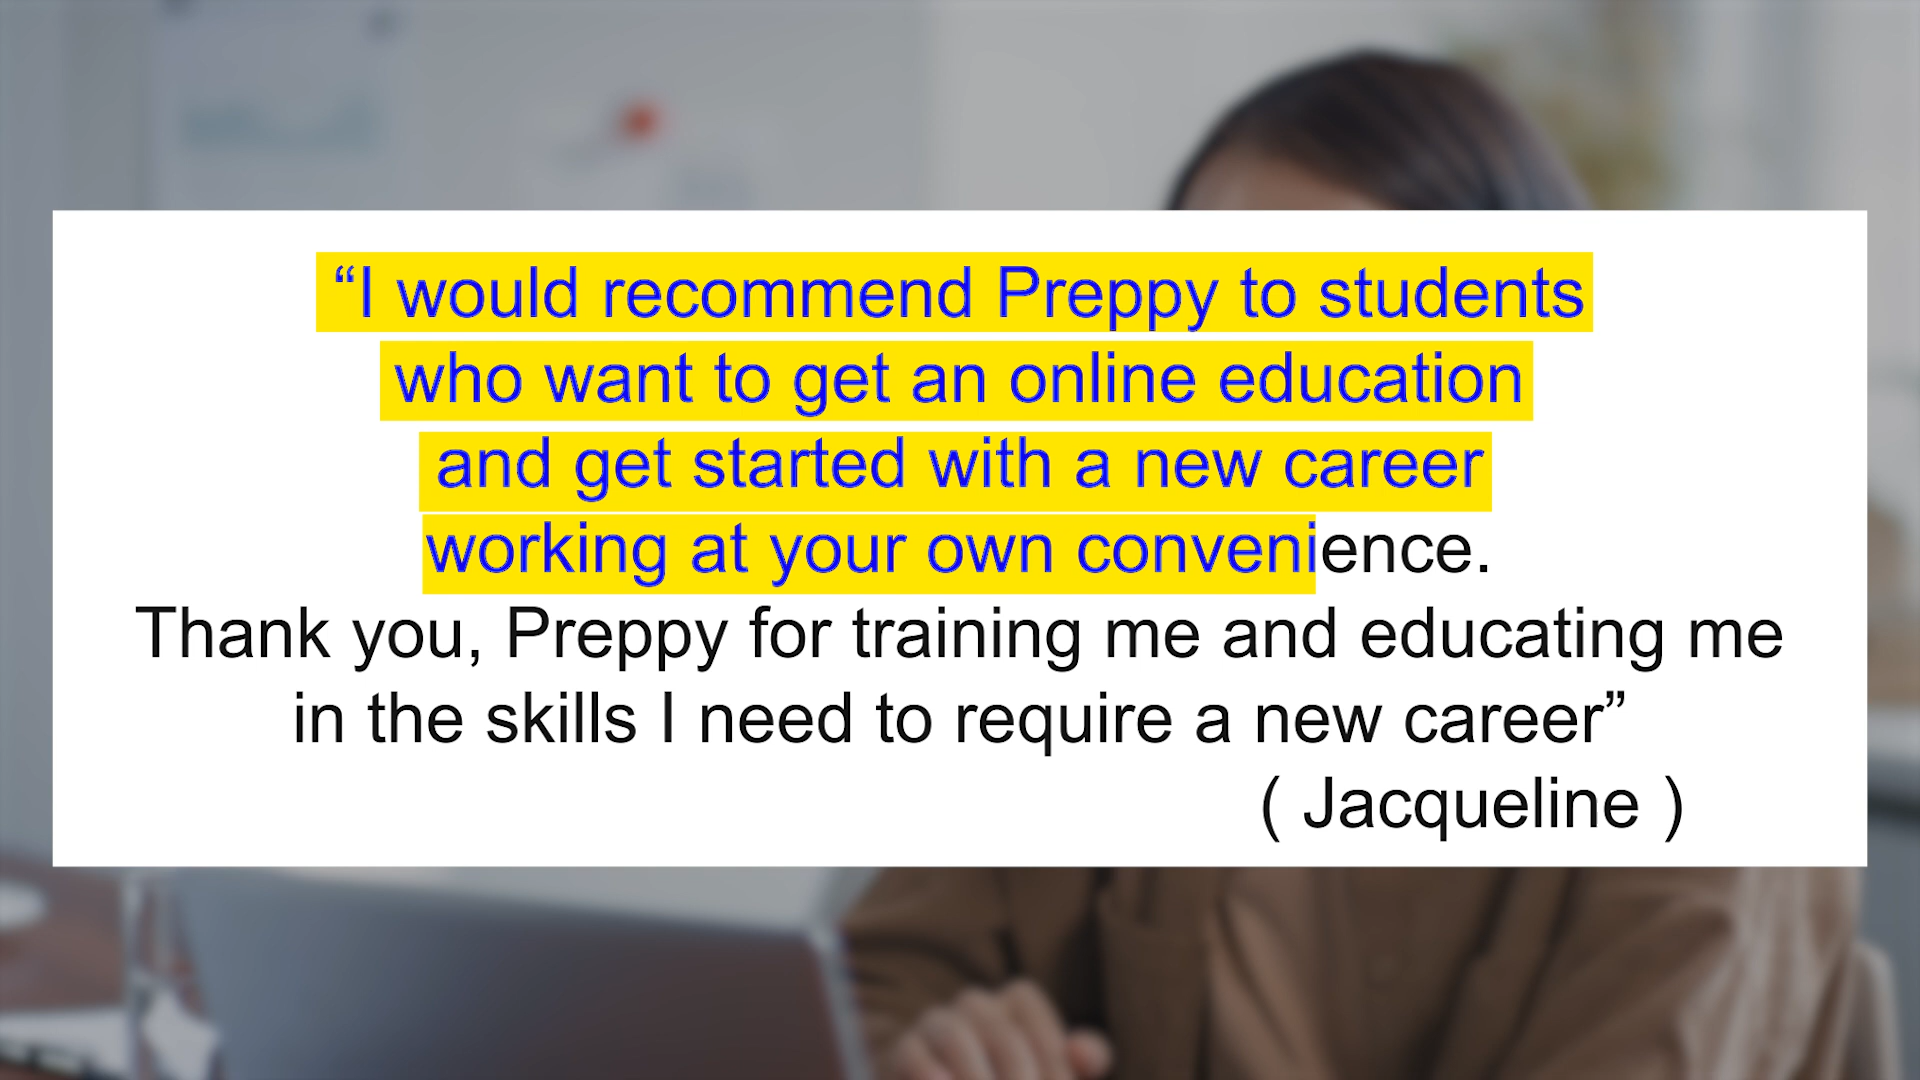 “I would recommend Preppy to students
who want to get an online education
and get started with a new career
working at your own convenience.
Thank you, Preppy for training me and educating me
in the skills I need to require a new career”
( Jacqueline )